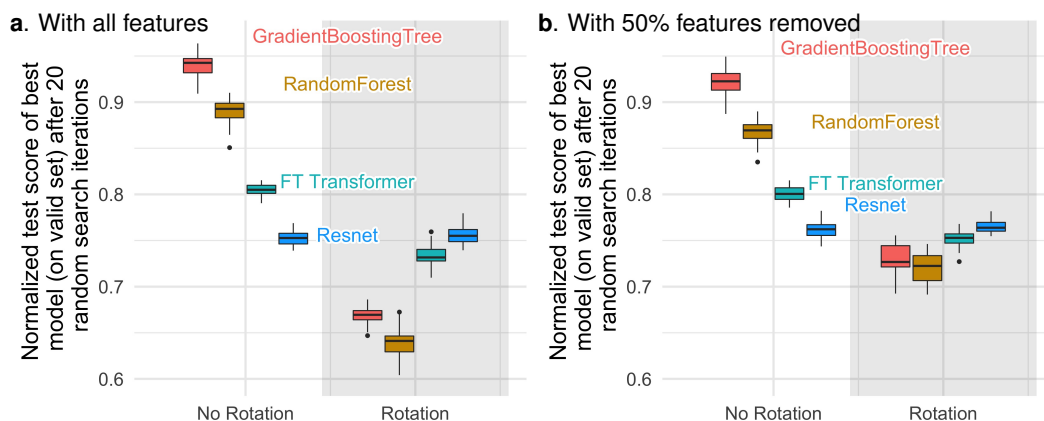 a. With all features
Normalized test score of best
model (on valid set) after 20
random search iterations
0.9
0.8
0.7
0.6
GradientBoostingTree
RandomForest
FT Transformer
Resnet
No Rotation
Rotation
b. With 50% features removed
Normalized test score of best
model (on valid set) after 20
random search iterations
0.9
0.8
0.7
0.6
GradientBoostingTree
RandomForest
FT Transformer
Resnet
No Rotation
Rotation